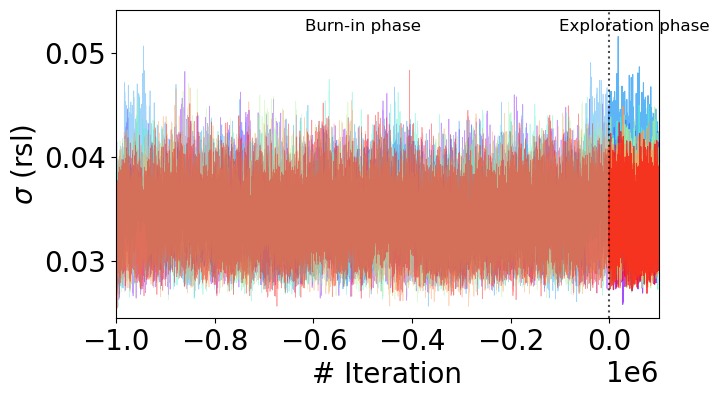 Burn-in phase
Exploration phase
0.05
0.04
0.03
σ (rsl)
−1.0
−0.8
−0.6
−0.4
−0.2
0.0
1e6
# Iteration